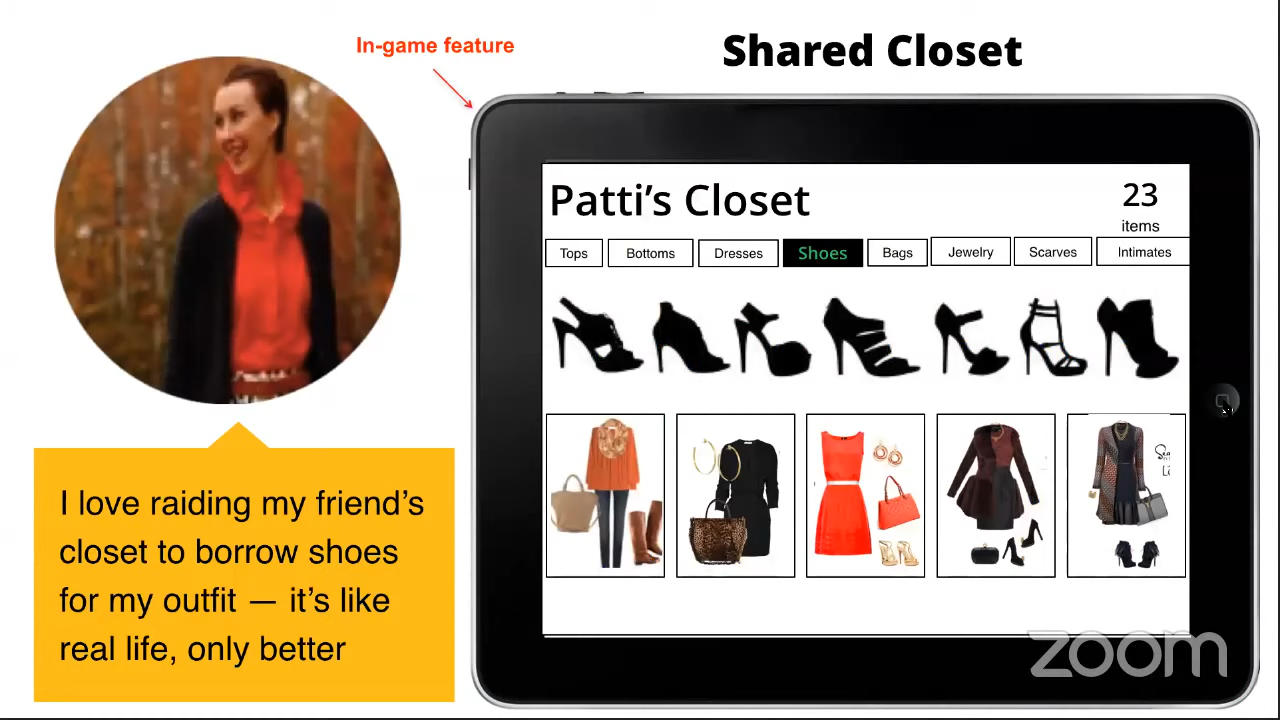 In-game feature
Shared Closet
Patti’s Closet
23
items
Tops
Bottoms
Dresses
Shoes
Bags
Jewelry
Scarves
Intimates
I love raiding my friend’s
closet to borrow shoes
for my outfit — it’s like
real life, only better
zoom